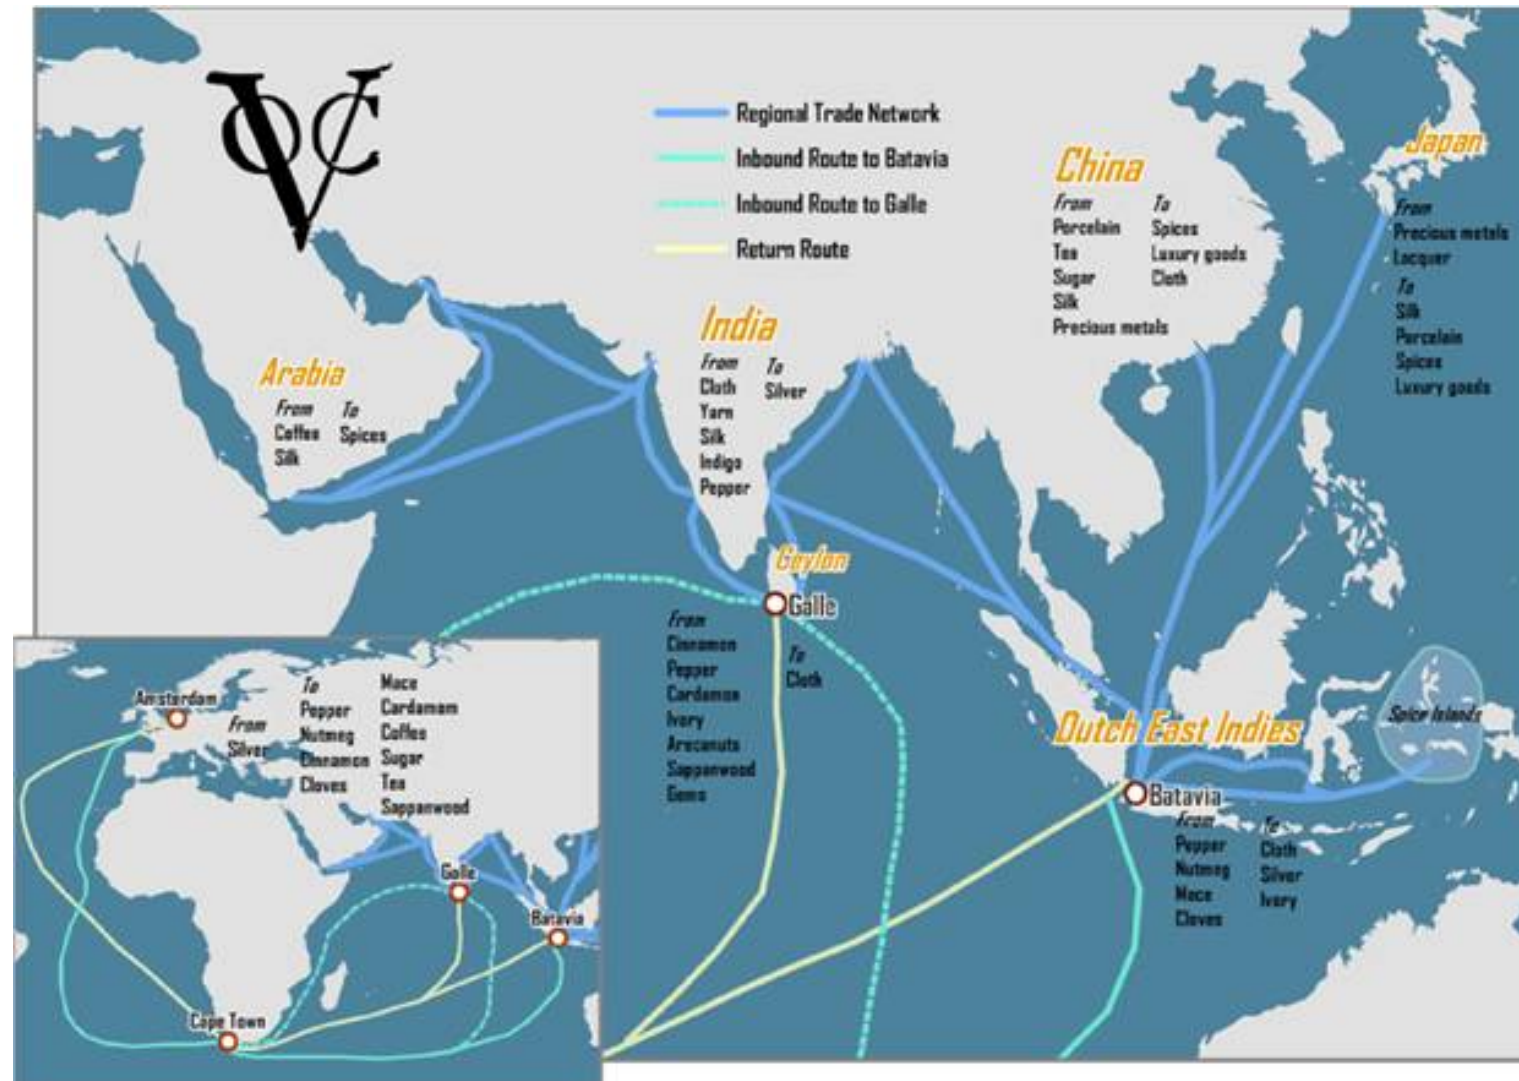 VOC
Regional Trade Network
Inbound Route to Batavia
Inbound Route to Galle
Return Route
Arabia
From
Coffee
Silk
To
Spices
India
From
Cloth
Yarn
Silk
Indigo
Pepper
To
Silver
China
From
Porcelain
Tea
Sugar
Silk
Precious metals
To
Spices
Luxury goods
Cloth
Japan
From
Precious metals
Lacquer
To
Silk
Porcelain
Spices
Luxury goods
Ceylon
Galle
From
Cinnamon
Pepper
Cardamon
Ivory
Arecanuts
Sappanwood
Gems
To
Cloth
Dutch East Indies
Spice Islands
Batavia
From
Pepper
Nutmeg
Mace
Cloves
To
Cloth
Silver
Ivory
Amsterdam
From
Silver
To
Pepper
Nutmeg
Cinnamon
Cloves
Mace
Cardamom
Coffee
Sugar
Tea
Sappanwood
Galle
Batavia
Cape Town